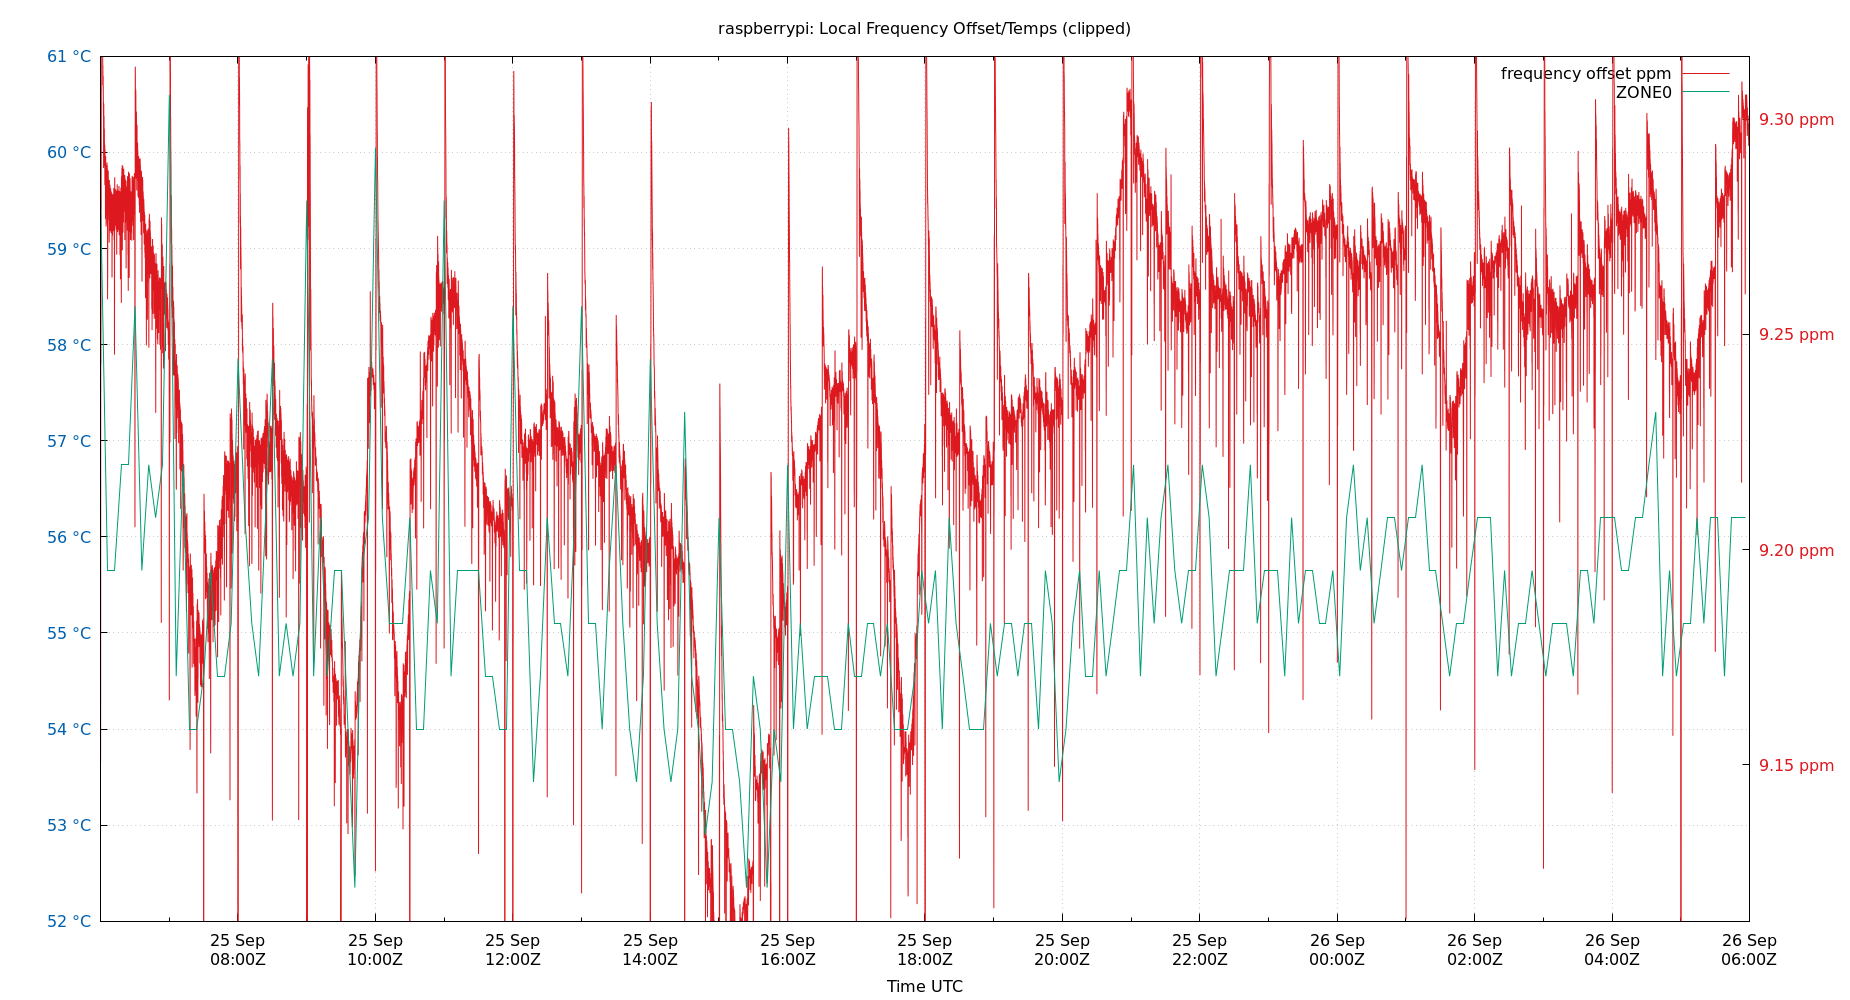 raspberrypi: Local Frequency Offset/Temps (clipped)
61 °C
60 °C
59 °C
58 °C
57 °C
56 °C
55 °C
54 °C
53 °C
52 °C
frequency offset ppm
ZONE0
9.30 ppm
9.25 ppm
9.20 ppm
9.15 ppm
25 Sep
08:00Z
25 Sep
10:00Z
25 Sep
12:00Z
25 Sep
14:00Z
25 Sep
16:00Z
25 Sep
18:00Z
25 Sep
20:00Z
25 Sep
22:00Z
26 Sep
00:00Z
26 Sep
02:00Z
26 Sep
04:00Z
26 Sep
06:00Z
Time UTC